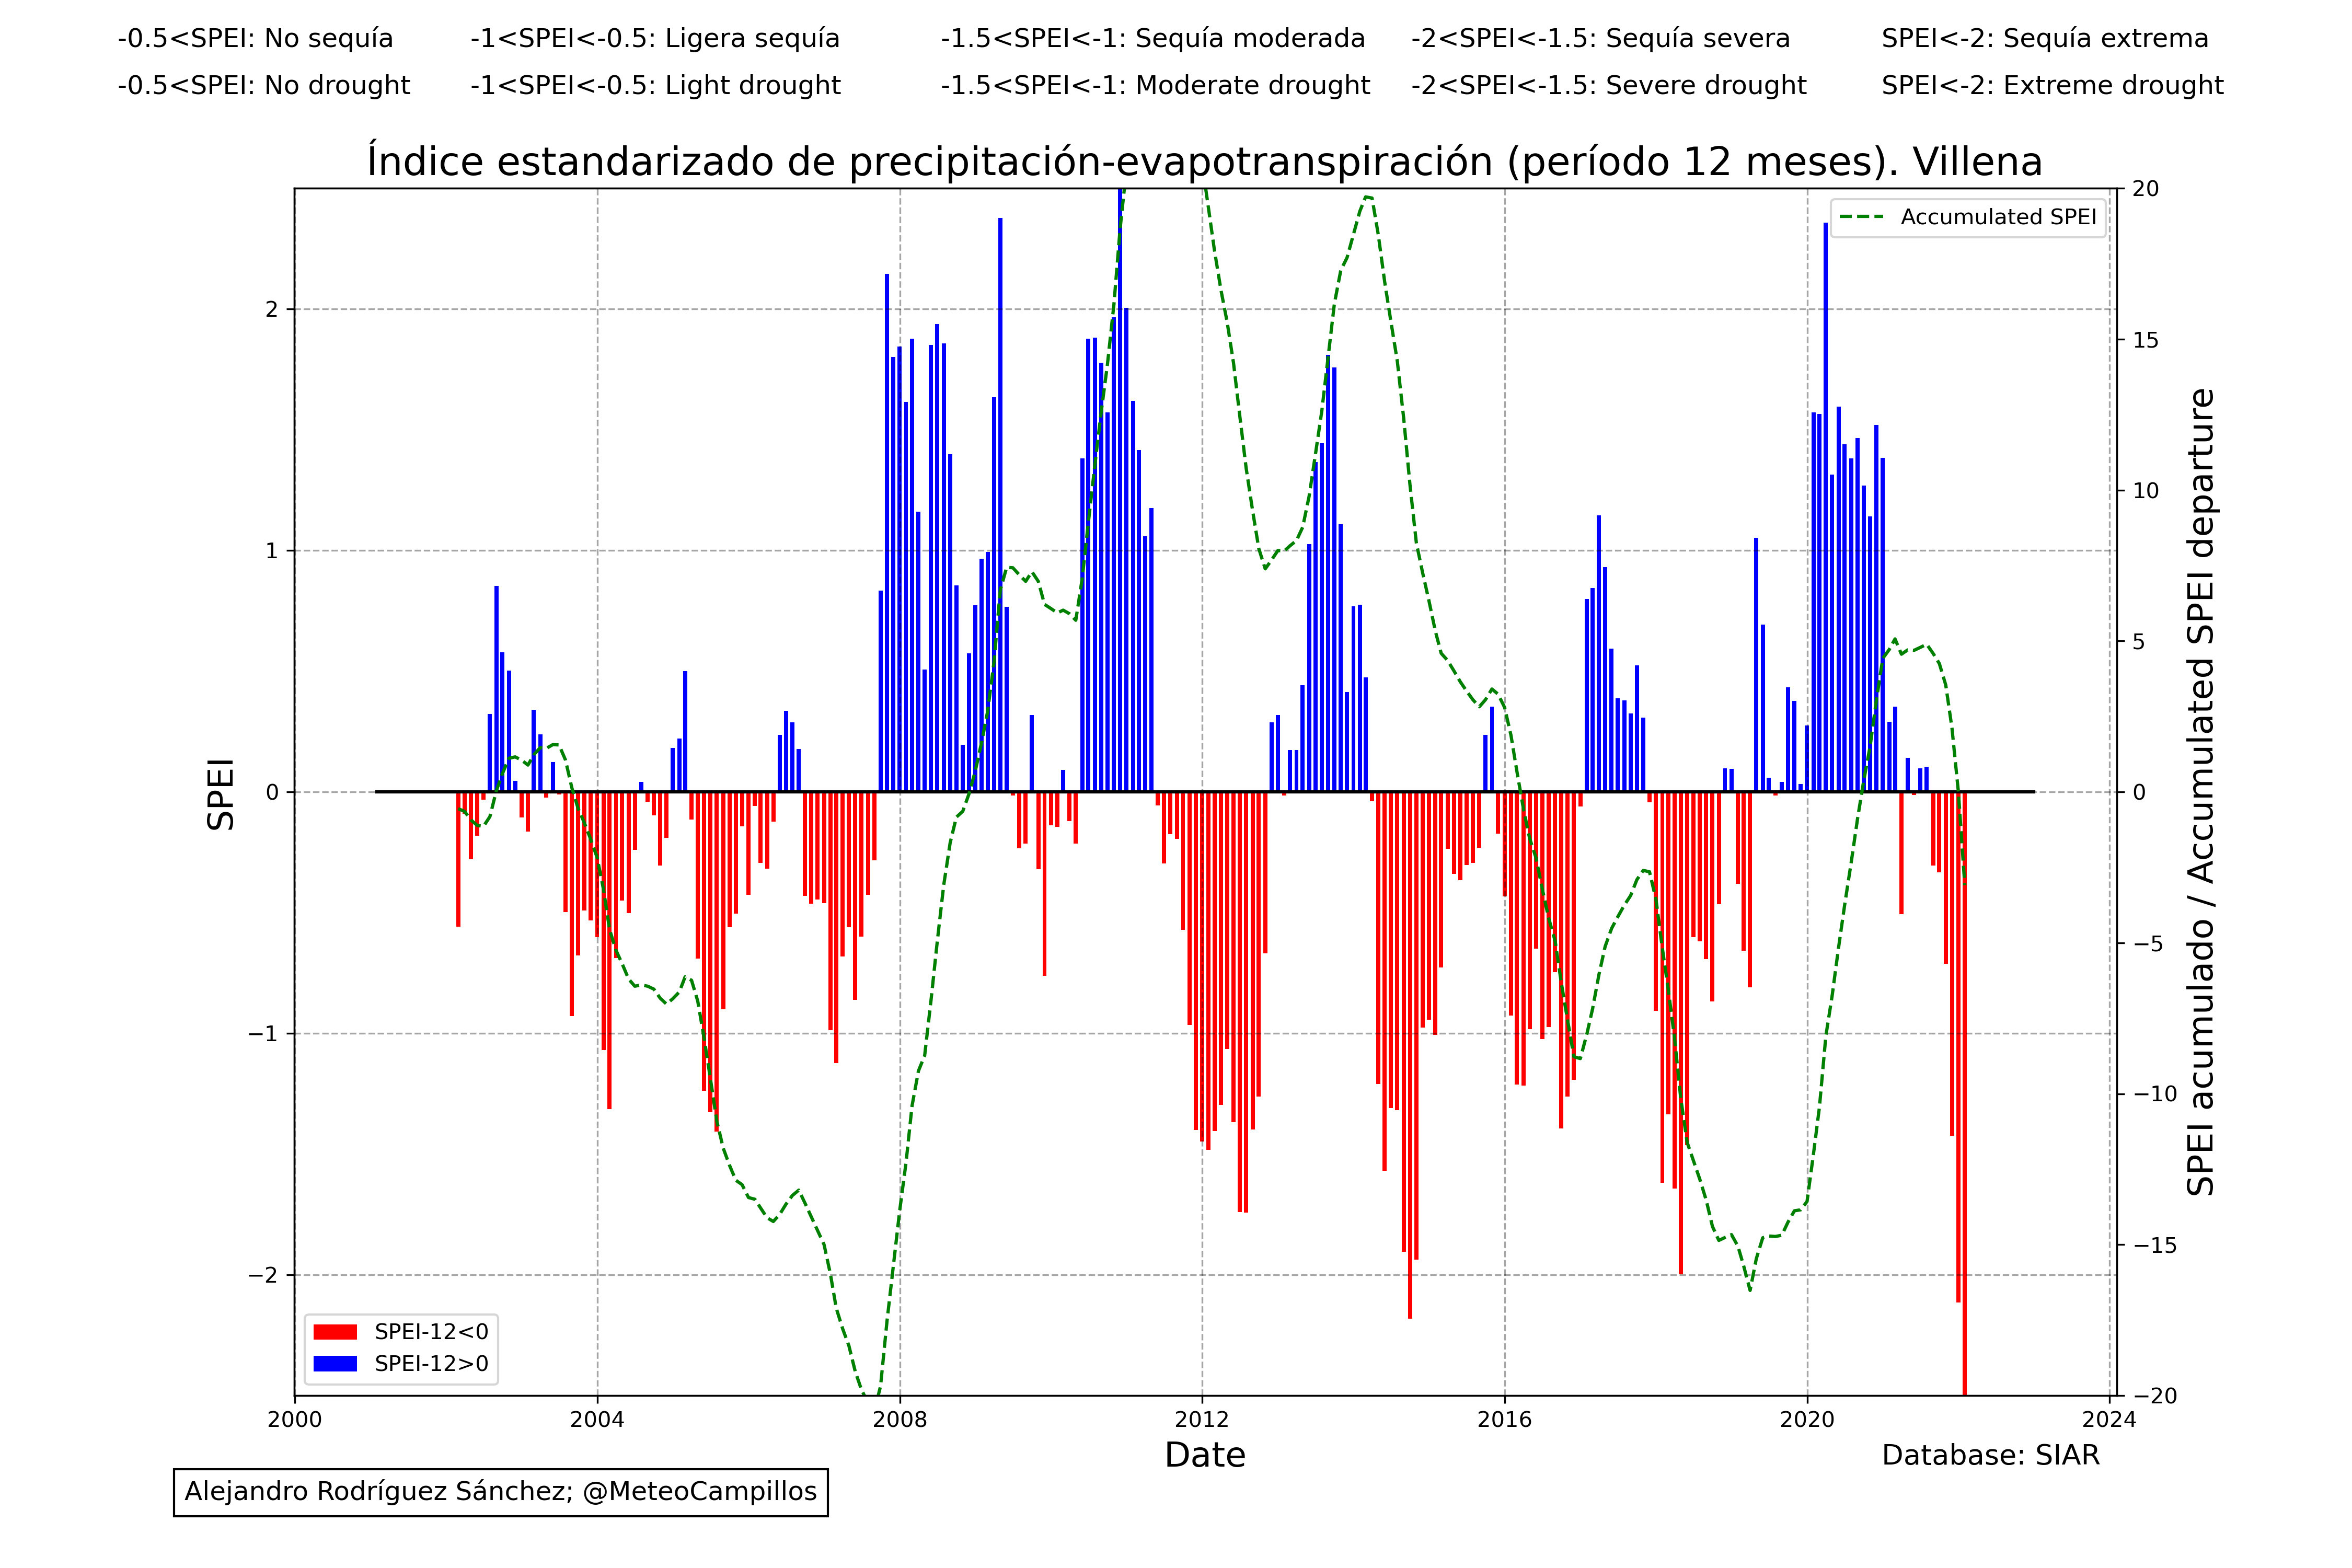 -0.5<SPEI: No sequía -1<SPEI<-0.5: Ligera sequía -1.5<SPEI<-1: Sequía moderada -2<SPEI<-1.5: Sequía severa SPEI<-2: Sequía extrema
-0.5<SPEI: No drought -1<SPEI<-0.5: Light drought -1.5<SPEI<-1: Moderate drought -2<SPEI<-1.5: Severe drought SPEI<-2: Extreme drought
Índice estandarizado de precipitación-evapotranspiración (período 12 meses). Villena
Accumulated SPEI
SPEI
2
1
0
−1
−2
20
15
10
5
0
−5
−10
−15
−20
SPEI acumulado / Accumulated SPEI departure
SPEI-12<0
SPEI-12>0
2000 2004 2008 2012 2016 2020 2024
Date
Database: SIAR
Alejandro Rodríguez Sánchez; @MeteoCampillos